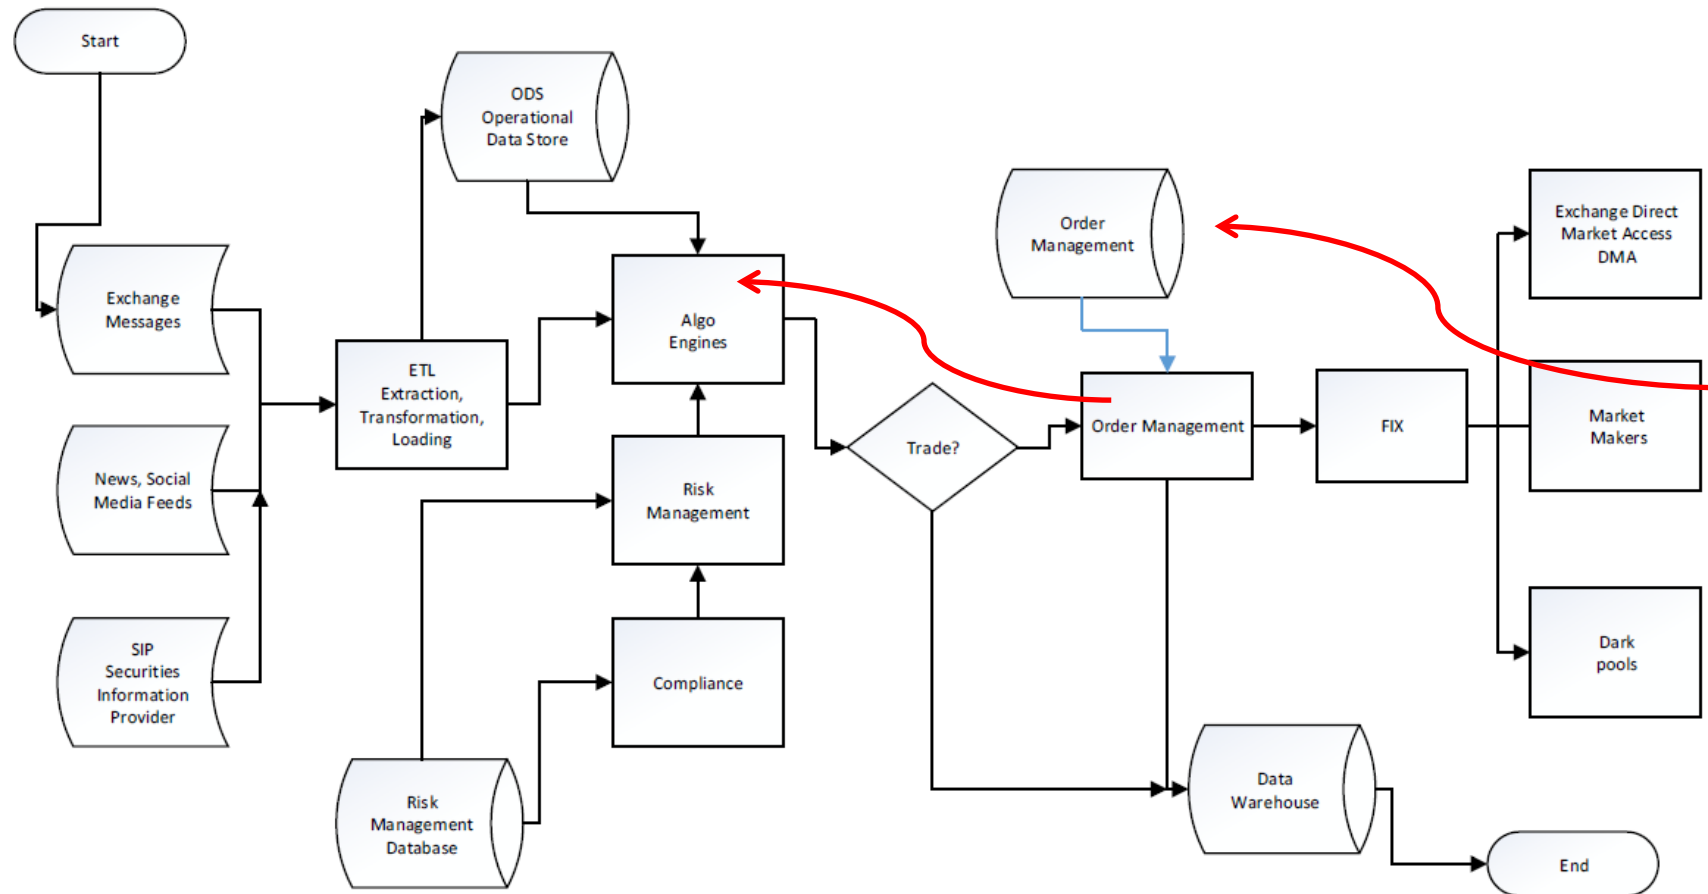 Start
ODS
Operational
Data Store
Exchange
Messages
News, Social
Media Feeds
SIP
Securities
Information
Provider
ETL
Extraction,
Transformation,
Loading
Algo
Engines
Risk
Management
Compliance
Risk
Management
Database
Trade?
Order
Management
Order Management
FIX
Exchange Direct
Market Access
DMA
Market
Makers
Dark
pools
Data
Warehouse
End